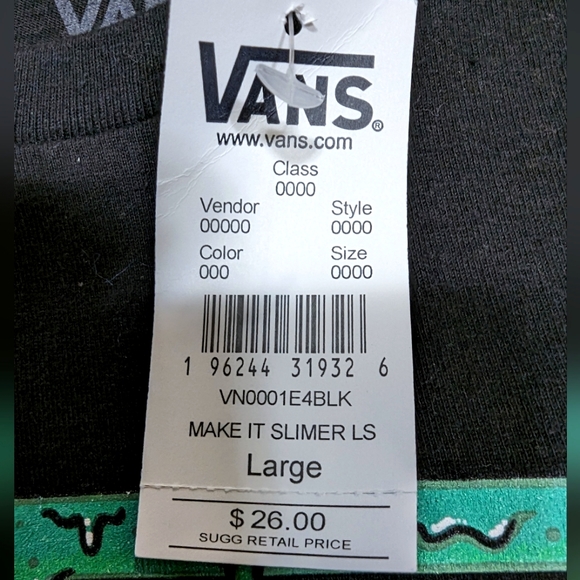 VA
VANS®
www.vans.com
Class
0000
Vendor Style
00000 0000
Color Size
000 0000
1 96244 31932 6
VN0001E4BLK
MAKE IT SLIMER LS
Large
$26.00
SUGG RETAIL PRICE